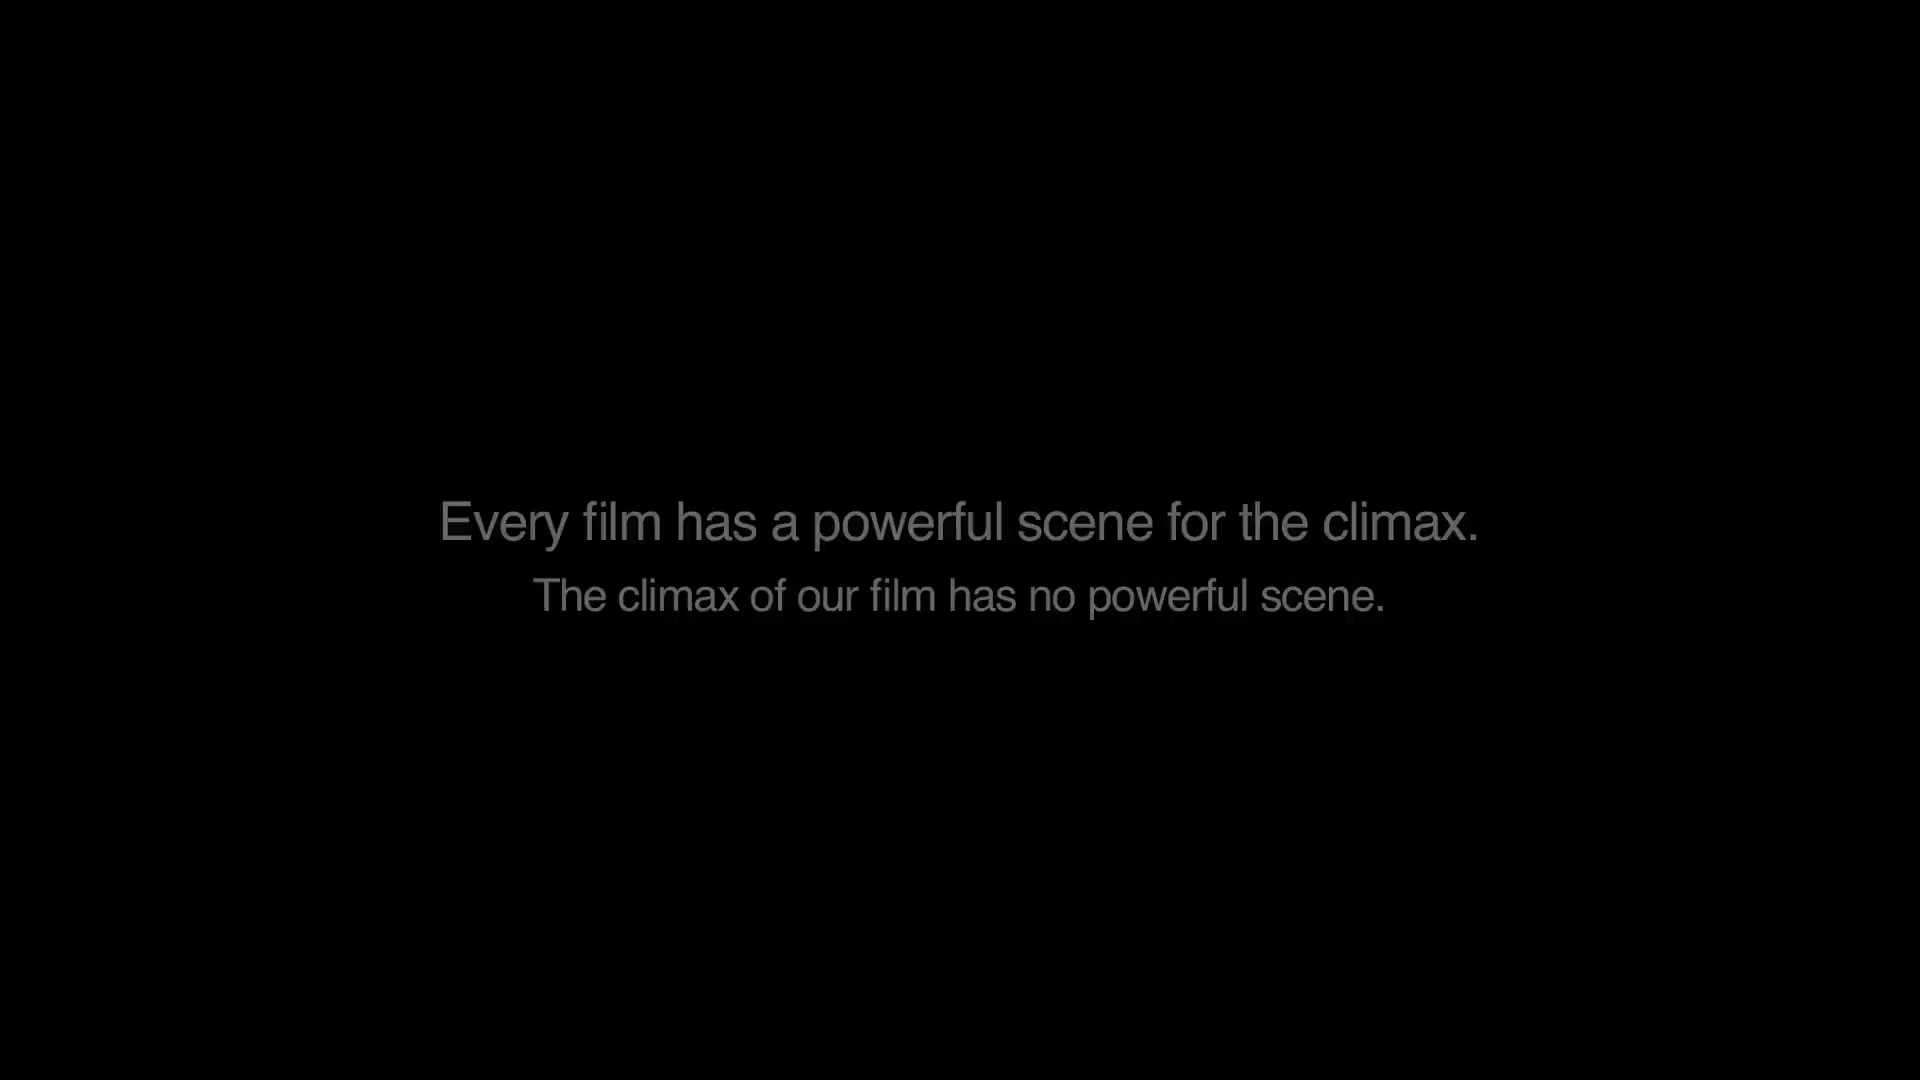 Every film has a powerful scene for the climax.
The climax of our film has no powerful scene.